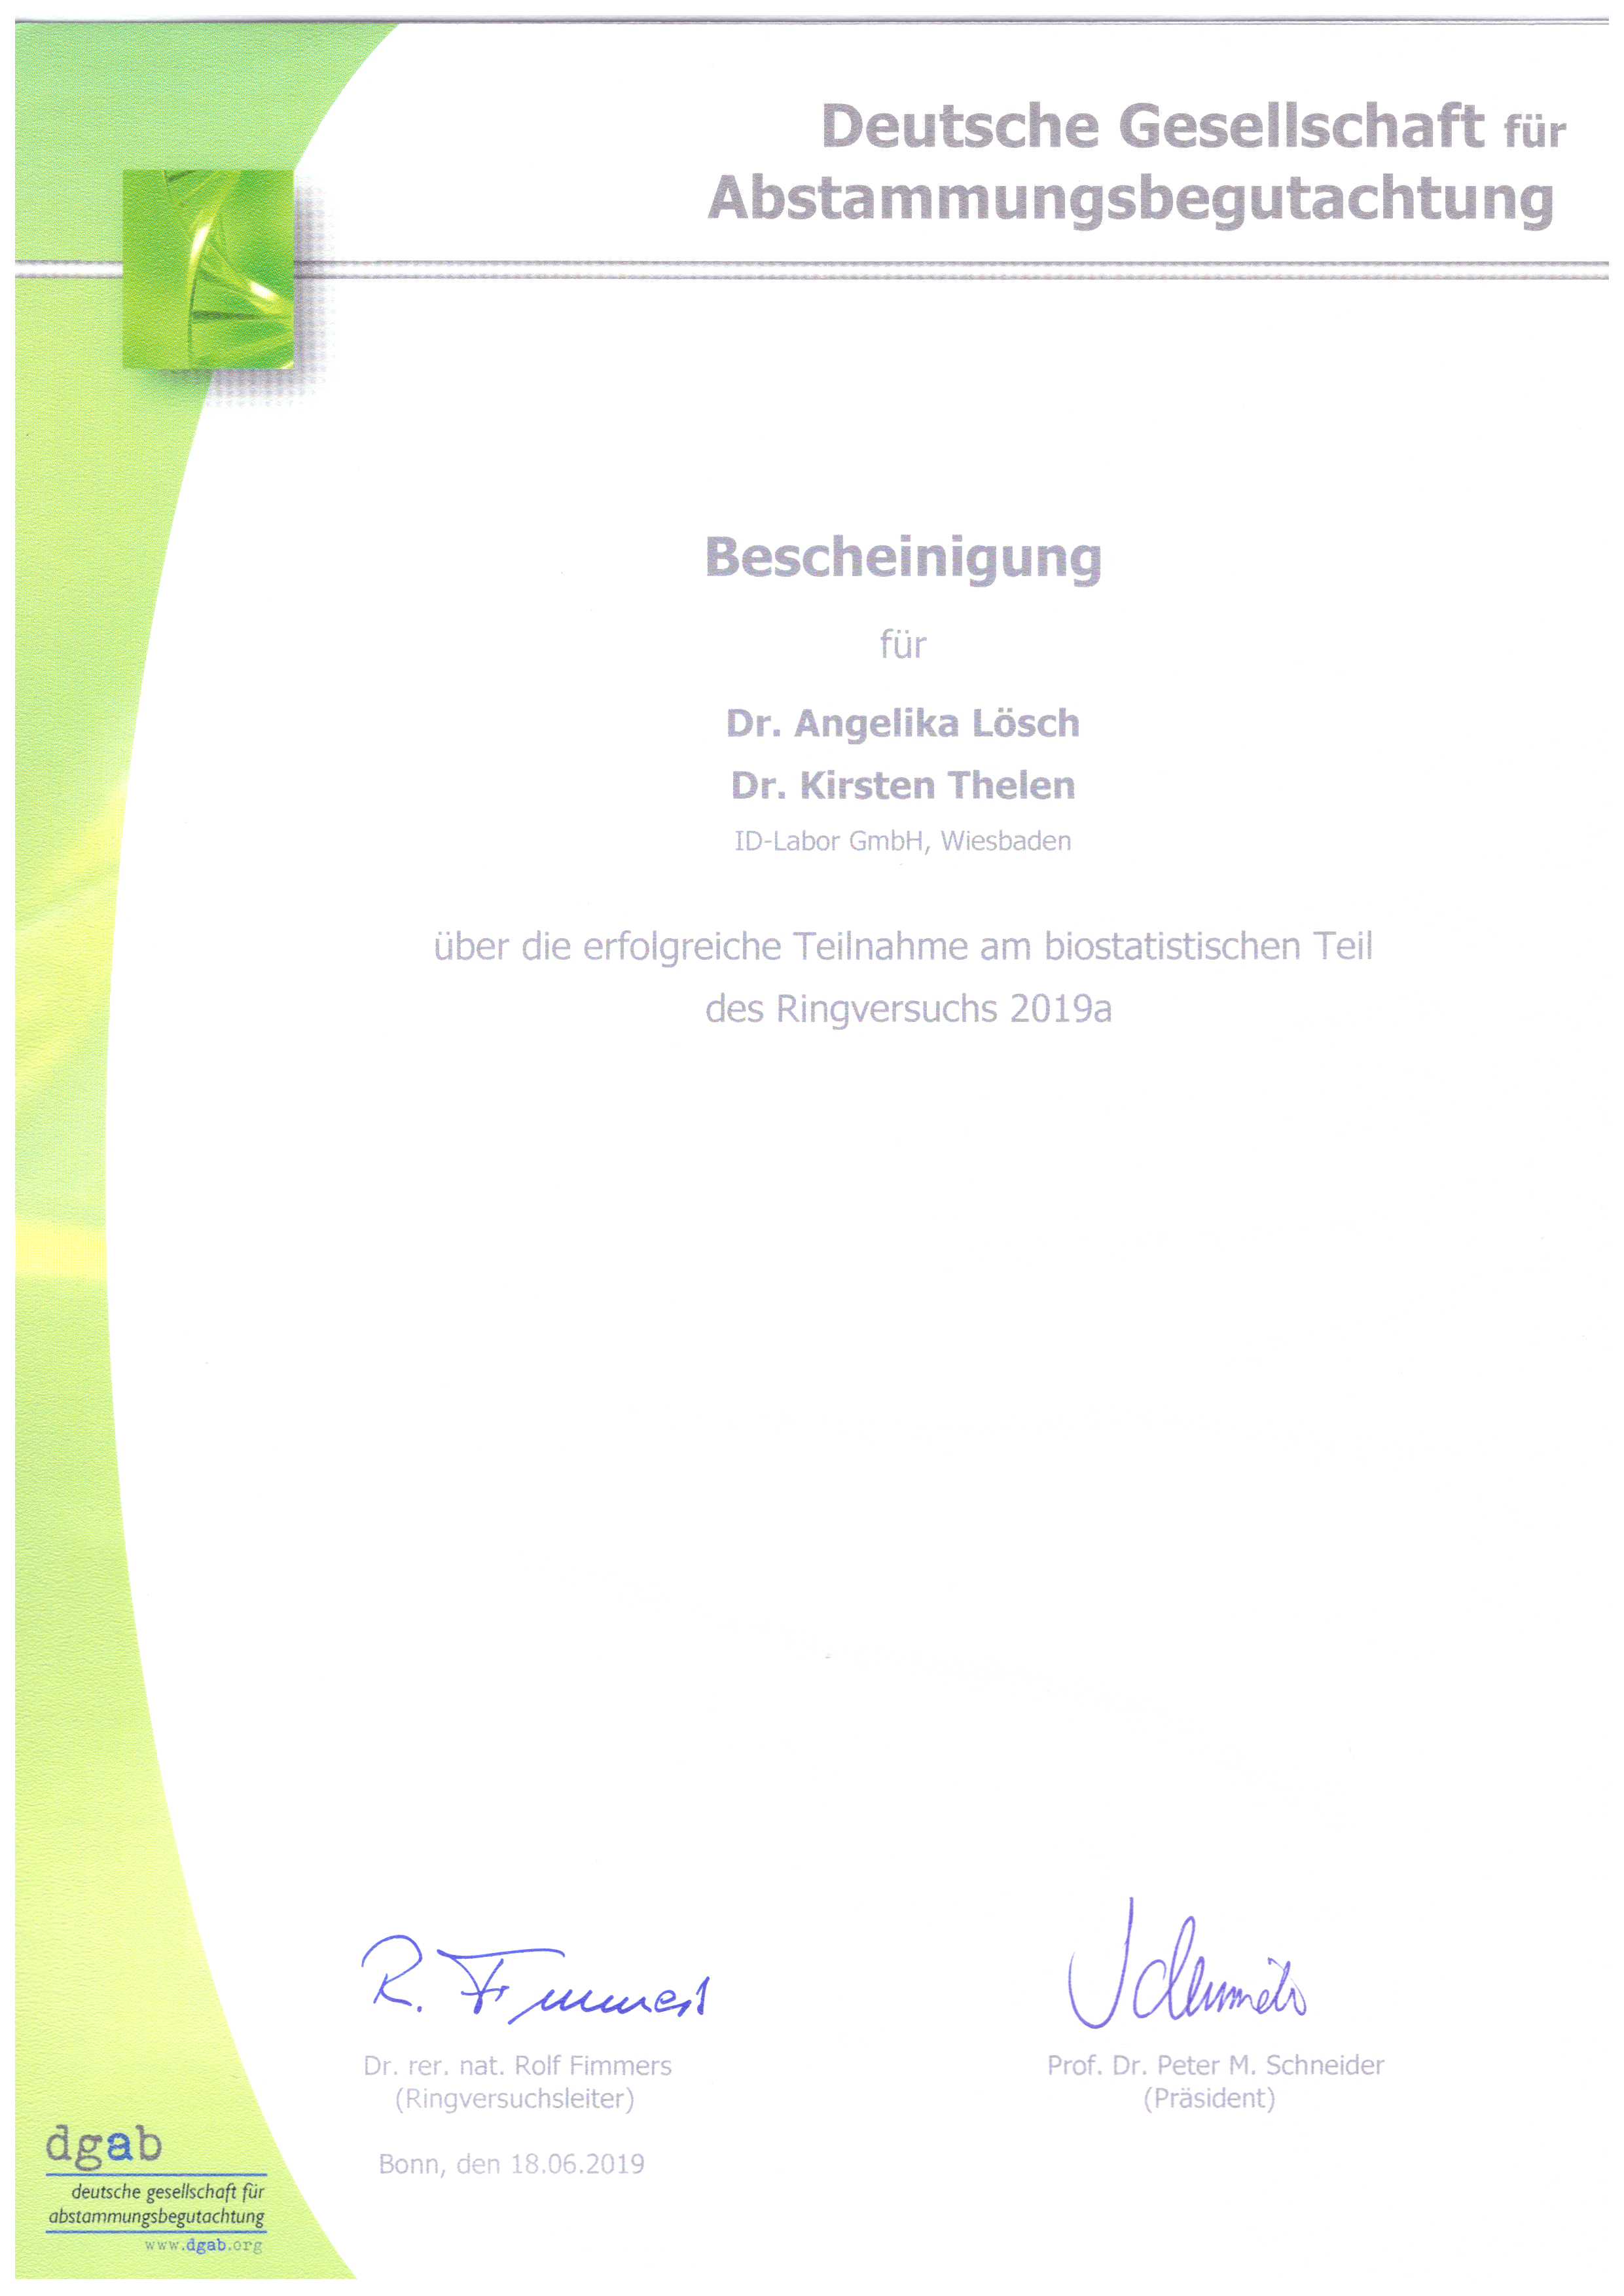 Deutsche Gesellschaft für
Abstammungsbegutachtung
Bescheinigung
für
Dr. Angelika Lösch
Dr. Kirsten Thelen
ID-Labor GmbH, Wiesbaden
über die erfolgreiche Teilnahme am biostatistischen Teil
des Ringversuchs 2019a
R. Fimmers
Schneider
Dr. rer. nat. Rolf Fimmers
(Ringversuchsleiter)
Prof. Dr. Peter M. Schneider
(Präsident)
Bonn, den 18.06.2019
dgab
deutsche gesellschaft für
abstammungsbegutachtung
www.dgab.org